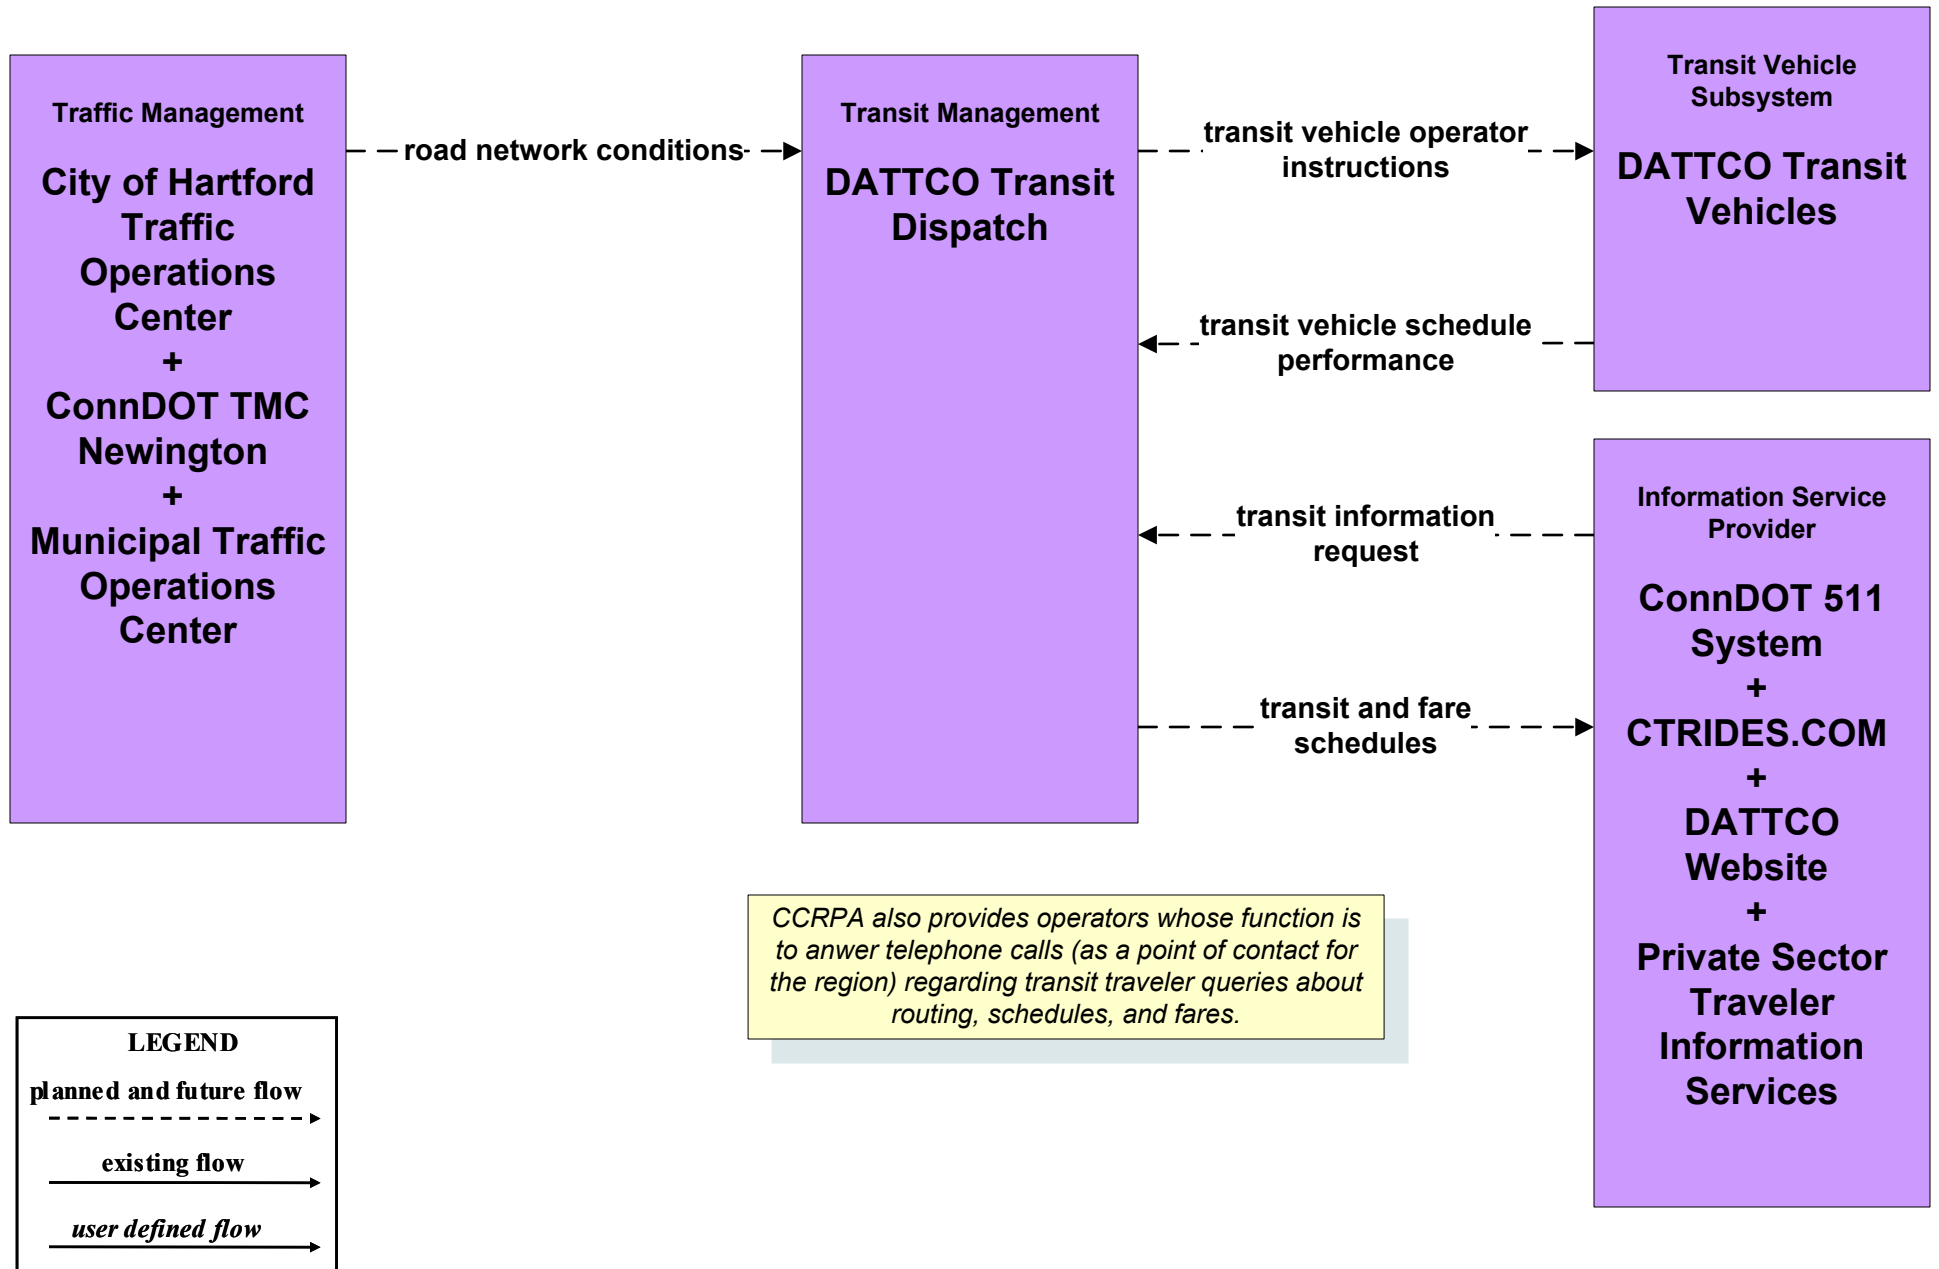 Traffic Management
City of Hartford
Traffic
Operations
Center
+
ConnDOT TMC
Newington
+
Municipal Traffic
Operations
Center
road network conditions
Transit Management
DATTCO Transit
Dispatch
transit vehicle operator
instructions
transit vehicle schedule
performance
transit information
request
transit and fare
schedules
Transit Vehicle
Subsystem
DATTCO Transit
Vehicles
Information Service
Provider
ConnDOT 511
System
+
CTRIDES.COM
+
DATTCO
Website
+
Private Sector
Traveler
Information
Services
CCRPA also provides operators whose function is
to anwer telephone calls (as a point of contact for
the region) regarding transit traveler queries about
routing, schedules, and fares.
LEGEND
planned and future flow
existing flow
user defined flow